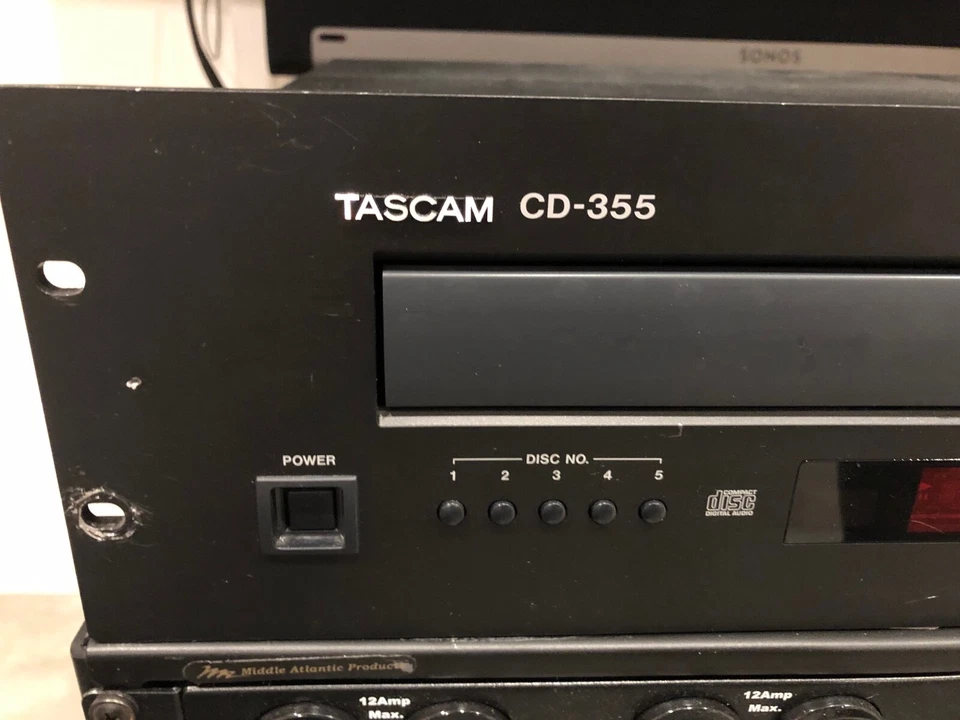 SONOS
TASCAM CD-355
POWER
DISC NO.
1 2 3 4 5
COMPACT
disc
DIGITAL AUDIO
Middle Atlantic Products
12Amp
Max.
12Amp
Max.